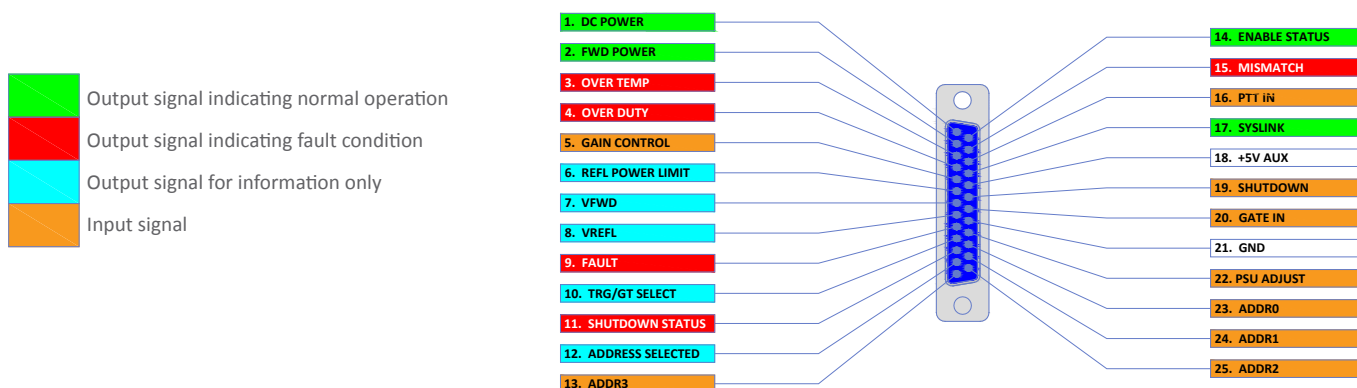 Output signal indicating normal operation
Output signal indicating fault condition
Output signal for information only
Input signal
1. DC POWER
2. FWD POWER
3. OVER TEMP
4. OVER DUTY
5. GAIN CONTROL
6. REFL POWER LIMIT
7. VFWD
8. VREFL
9. FAULT
10. TRG/GT SELECT
11. SHUTDOWN STATUS
12. ADDRESS SELECTED
13. ADDR3
14. ENABLE STATUS
15. MISMATCH
16. PTT IN
17. SYSLINK
18. +5V AUX
19. SHUTDOWN
20. GATE IN
21. GND
22. PSU ADJUST
23. ADDR0
24. ADDR1
25. ADDR2